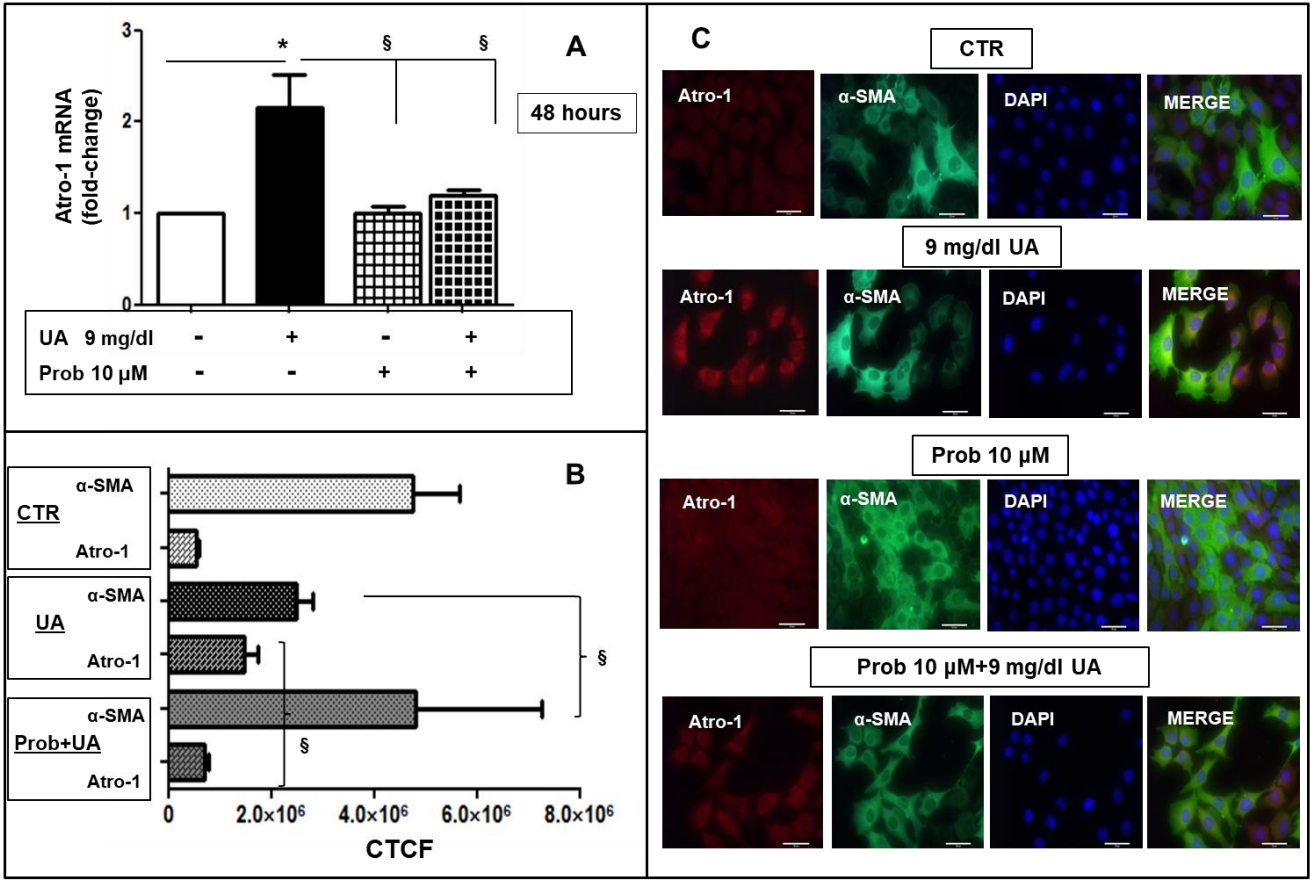 A
3
2
1
0
Atro-1 mRNA
(fold-change)
*
§
§
48 hours
UA 9 mg/dl - + - +
Prob 10 µM - - + +
B
CTR
α-SMA
Atro-1
UA
α-SMA
Atro-1
Prob+UA
α-SMA
Atro-1
§
§
0 2.0×10⁶ 4.0×10⁶ 6.0×10⁶ 8.0×10⁶
CTCF
C
CTR
Atro-1 α-SMA DAPI MERGE
9 mg/dl UA
Atro-1 α-SMA DAPI MERGE
Prob 10 µM
Atro-1 α-SMA DAPI MERGE
Prob 10 µM+9 mg/dl UA
Atro-1 α-SMA DAPI MERGE